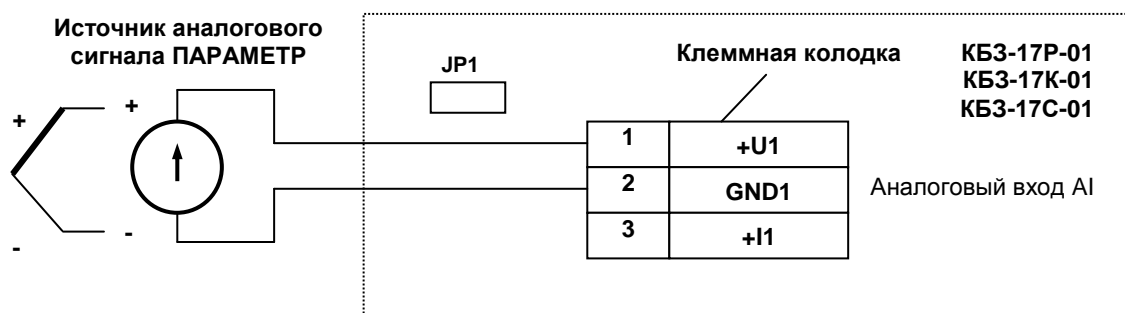 Источник аналогового
сигнала ПАРАМЕТР
JP1
Клеммная колодка
КБЗ-17Р-01
КБЗ-17К-01
КБЗ-17С-01
+ +
1 +U1
2 GND1
Аналоговый вход AI
3 +I1
- -